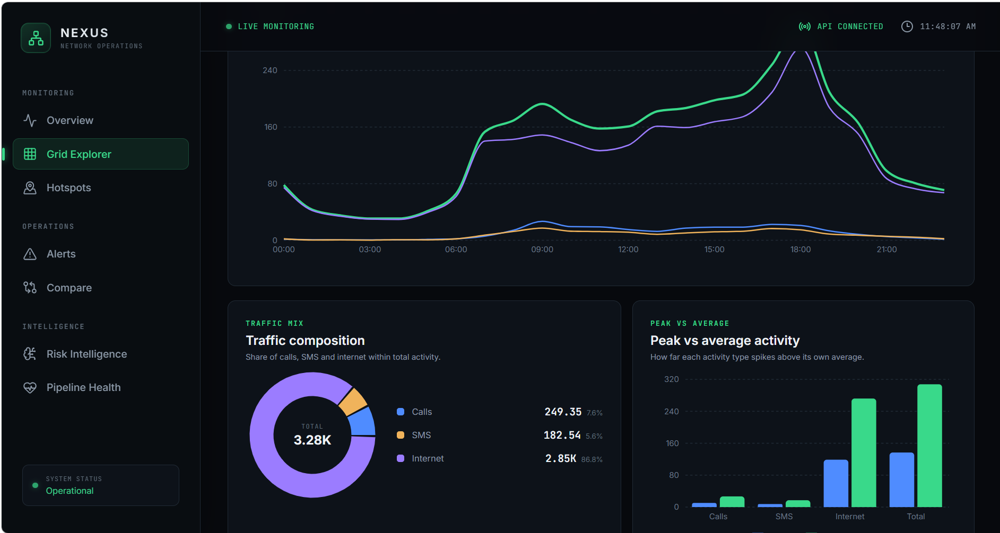 NEXUS
NETWORK OPERATIONS
MONITORING
Overview
Grid Explorer
Hotspots
OPERATIONS
Alerts
Compare
INTELLIGENCE
Risk Intelligence
Pipeline Health
SYSTEM STATUS
Operational
LIVE MONITORING
API CONNECTED
11:48:07 AM
240
160
80
0
00:00 03:00 06:00 09:00 12:00 15:00 18:00 21:00
TRAFFIC MIX
Traffic composition
Share of calls, SMS and internet within total activity.
TOTAL
3.28K
Calls 249.35 7.6%
SMS 182.54 5.6%
Internet 2.85K 86.8%
PEAK VS AVERAGE
Peak vs average activity
How far each activity type spikes above its own average.
320
240
160
80
0
Calls SMS Internet Total